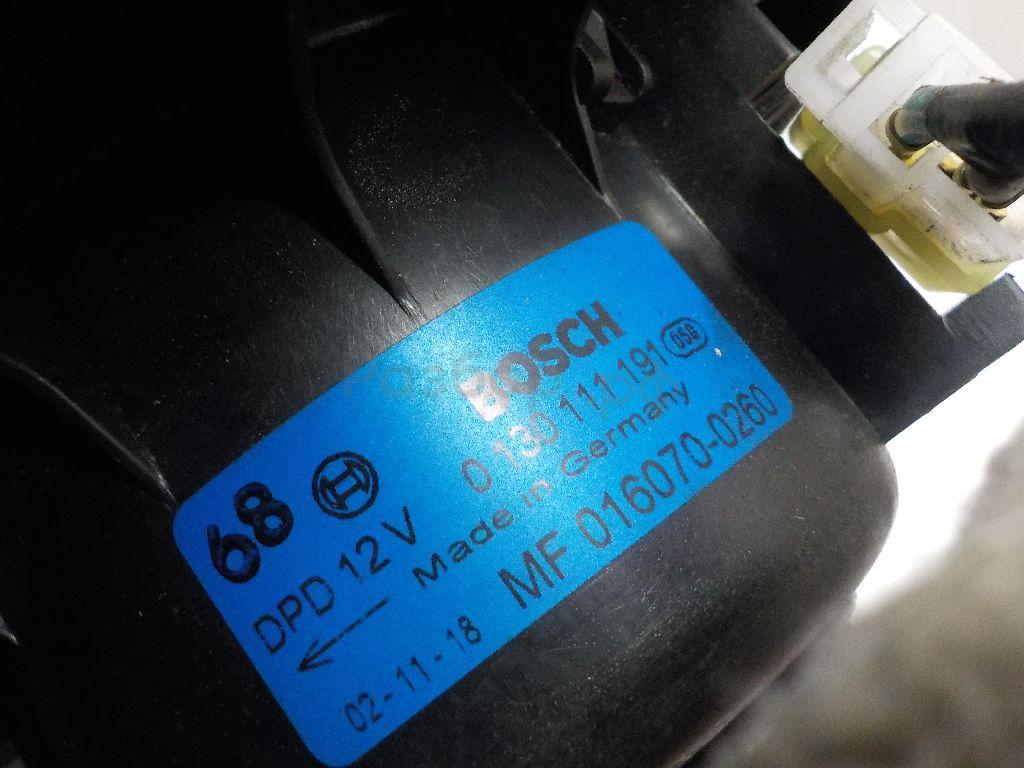 BOSCH
68
0 130 111 191 058
DPD 12 V
Made in Germany
02-11-18
MF 016070-0260